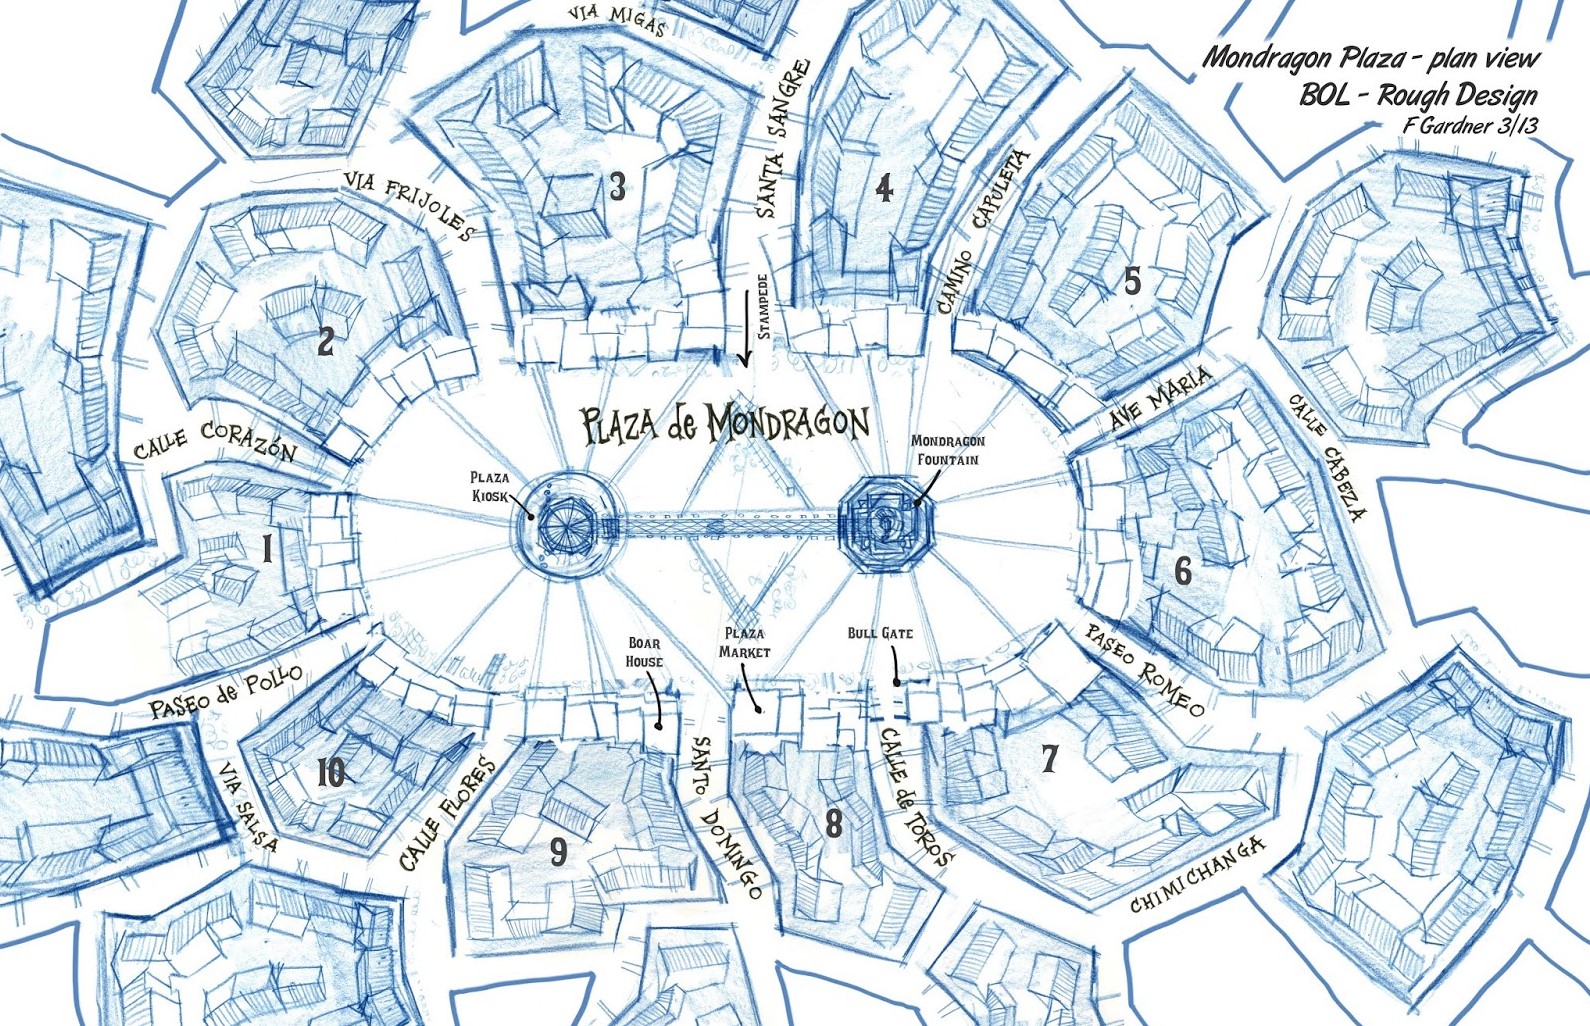 Mondragon Plaza - plan view
BOL - Rough Design
F Gardner 3/13
VIA MIGAS
SANTA SANGRE
3
4
CAMINO CAPULETA
VIA FRIJOLES
5
2
STAMPEDE
AVE MARIA
PLAZA de MONDRAGON
CALLE CORAZÓN
CALLE CABEZA
MONDRAGON
FOUNTAIN
PLAZA
KIOSK
1
6
BOAR
HOUSE
PLAZA
MARKET
BULL GATE
PASEO de POLLO
PASEO ROMEO
10
VIA SALSA
CALLE FLORES
9
SANTO DOMINGO
8
CALLE de TOROS
7
CHIMICHANGA